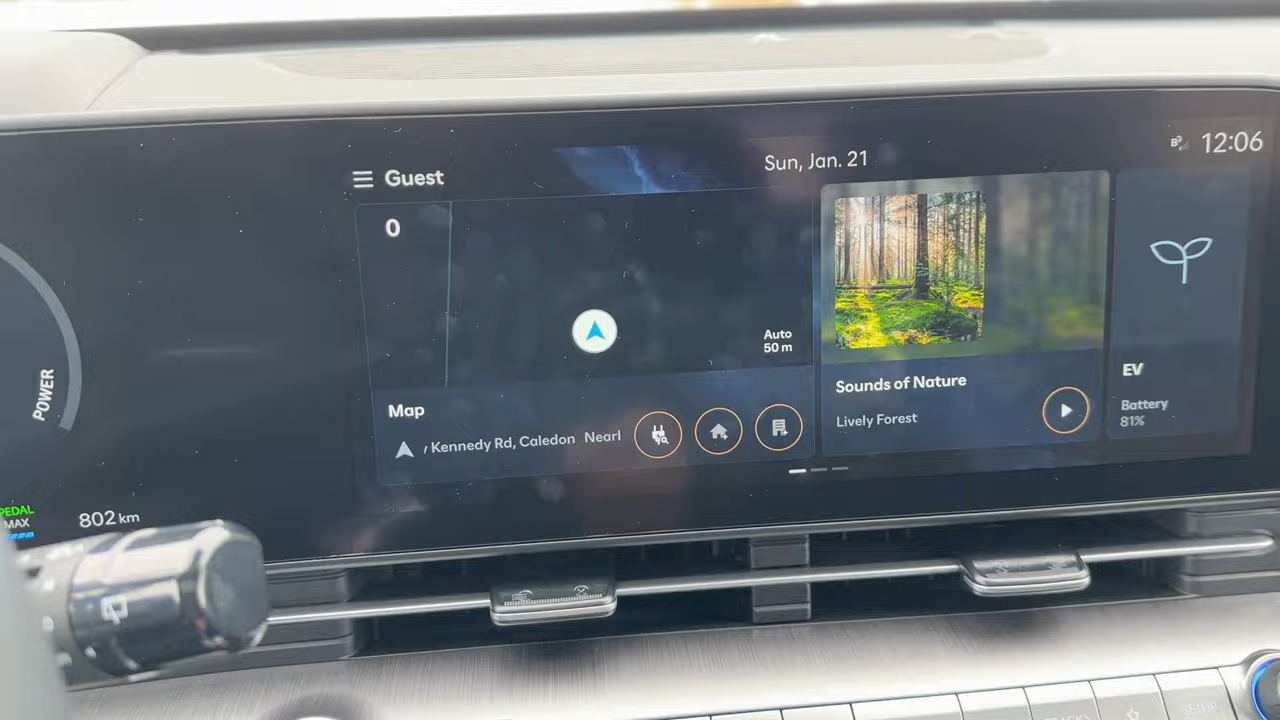 Guest
Sun, Jan. 21
12:06
0
Auto
50 m
Map
Kennedy Rd, Caledon Nearl
Sounds of Nature
Lively Forest
EV
Battery
81%
POWER
PEDAL
MAX
802 km
SETUP